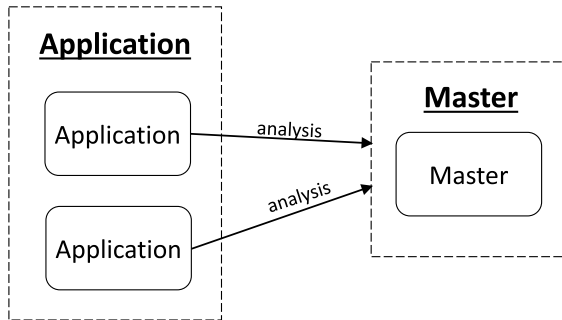 Application
Application
Application
analysis
analysis
Master
Master